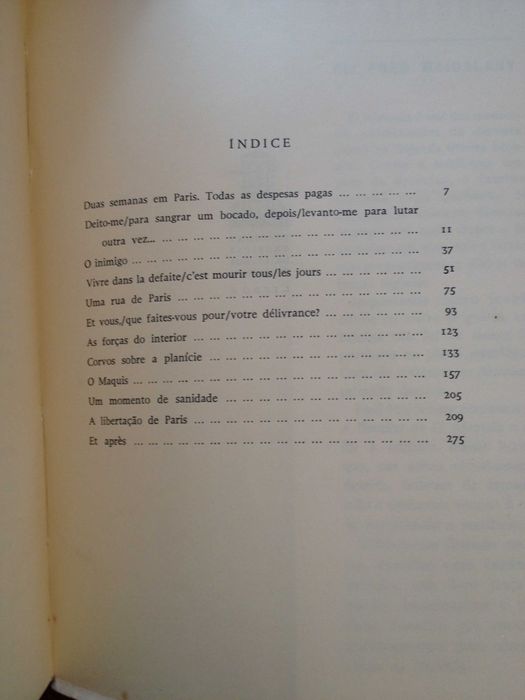 ÍNDICE
Duas semanas em Paris. Todas as despesas pagas ... ... ... ... ... 7
Deito-me/para sangrar um bocado, depois/levanto-me para lutar
outra vez... ... ... ... ... ... ... ... ... ... ... ... ... ... ... 11
O inimigo ... ... ... ... ... ... ... ... ... ... ... ... ... ... ... ... 37
Vivre dans la defaite/c'est mourir tous/les jours ... ... ... ... ... 51
Uma rua de Paris ... ... ... ... ... ... ... ... ... ... ... ... ... ... 75
Et vous,/que faites-vous pour/votre délivrance? ... ... ... ... ... 93
As forças do interior ... ... ... ... ... ... ... ... ... ... ... ... ... 123
Corvos sobre a planície ... ... ... ... ... ... ... ... ... ... ... ... 133
O Maquis ... ... ... ... ... ... ... ... ... ... ... ... ... ... ... ... 157
Um momento de sanidade ... ... ... ... ... ... ... ... ... ... ... 205
A libertação de Paris ... ... ... ... ... ... ... ... ... ... ... ... ... 209
Et après ... ... ... ... ... ... ... ... ... ... ... ... ... ... ... ... 275